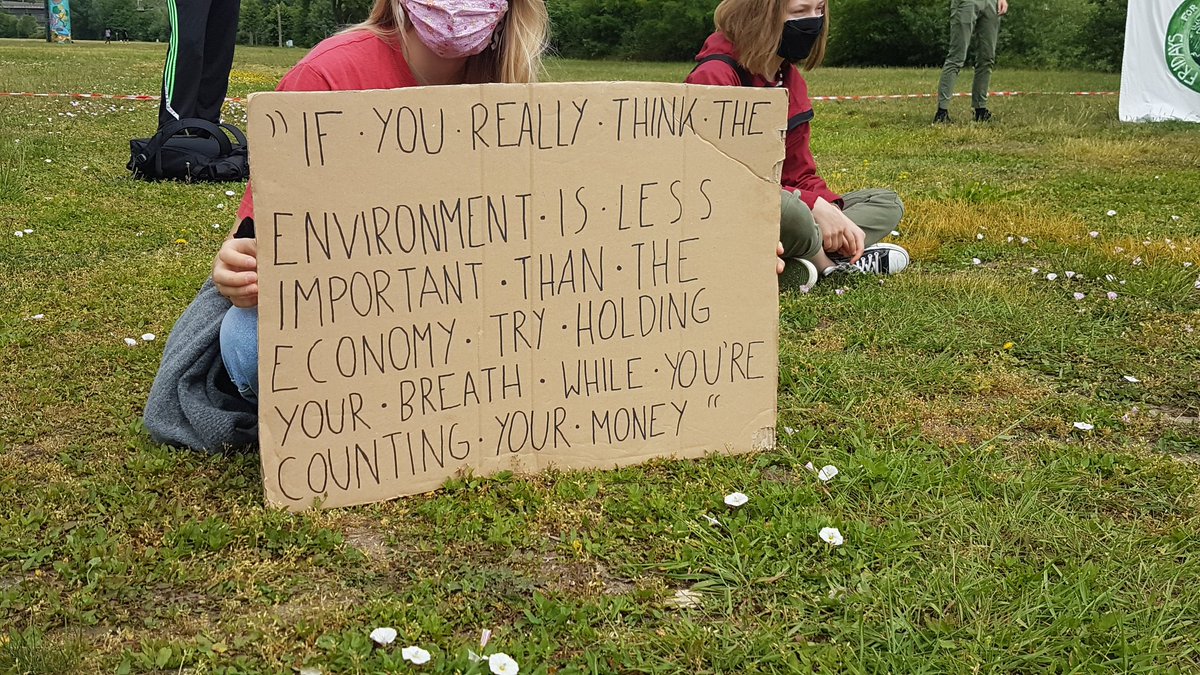 "IF · YOU · REALLY · THINK · THE
ENVIRONMENT · IS · LESS
IMPORTANT · THAN · THE
ECONOMY · TRY · HOLDING
YOUR · BREATH · WHILE · YOU'RE
COUNTING · YOUR · MONEY "
FRIDAYS
FOR